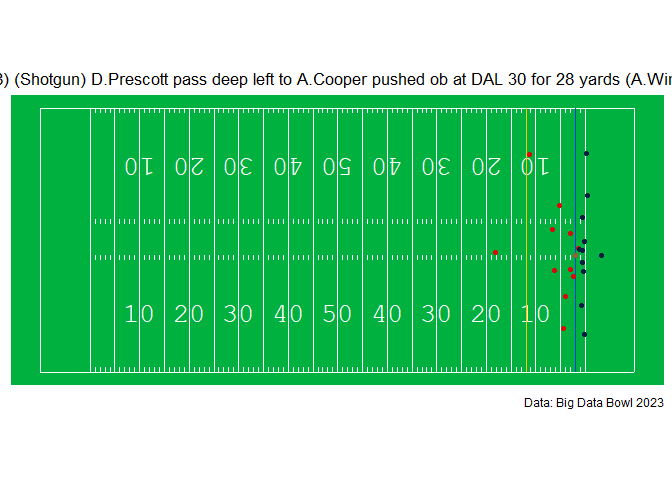 3) (Shotgun) D.Prescott pass deep left to A.Cooper pushed ob at DAL 30 for 28 yards (A.Win
10 20 30 40 50 40 30 20 10
10 20 30 40 50 40 30 20 10
Data: Big Data Bowl 2023